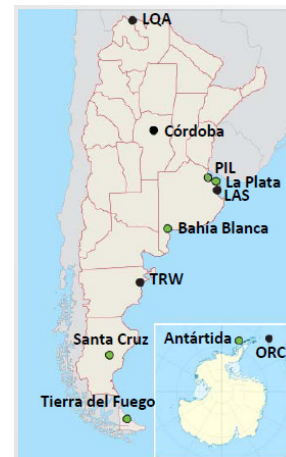 LQA
Córdoba
PIL
La Plata
LAS
Bahía Blanca
TRW
Santa Cruz
Antártida
ORC
Tierra del Fuego